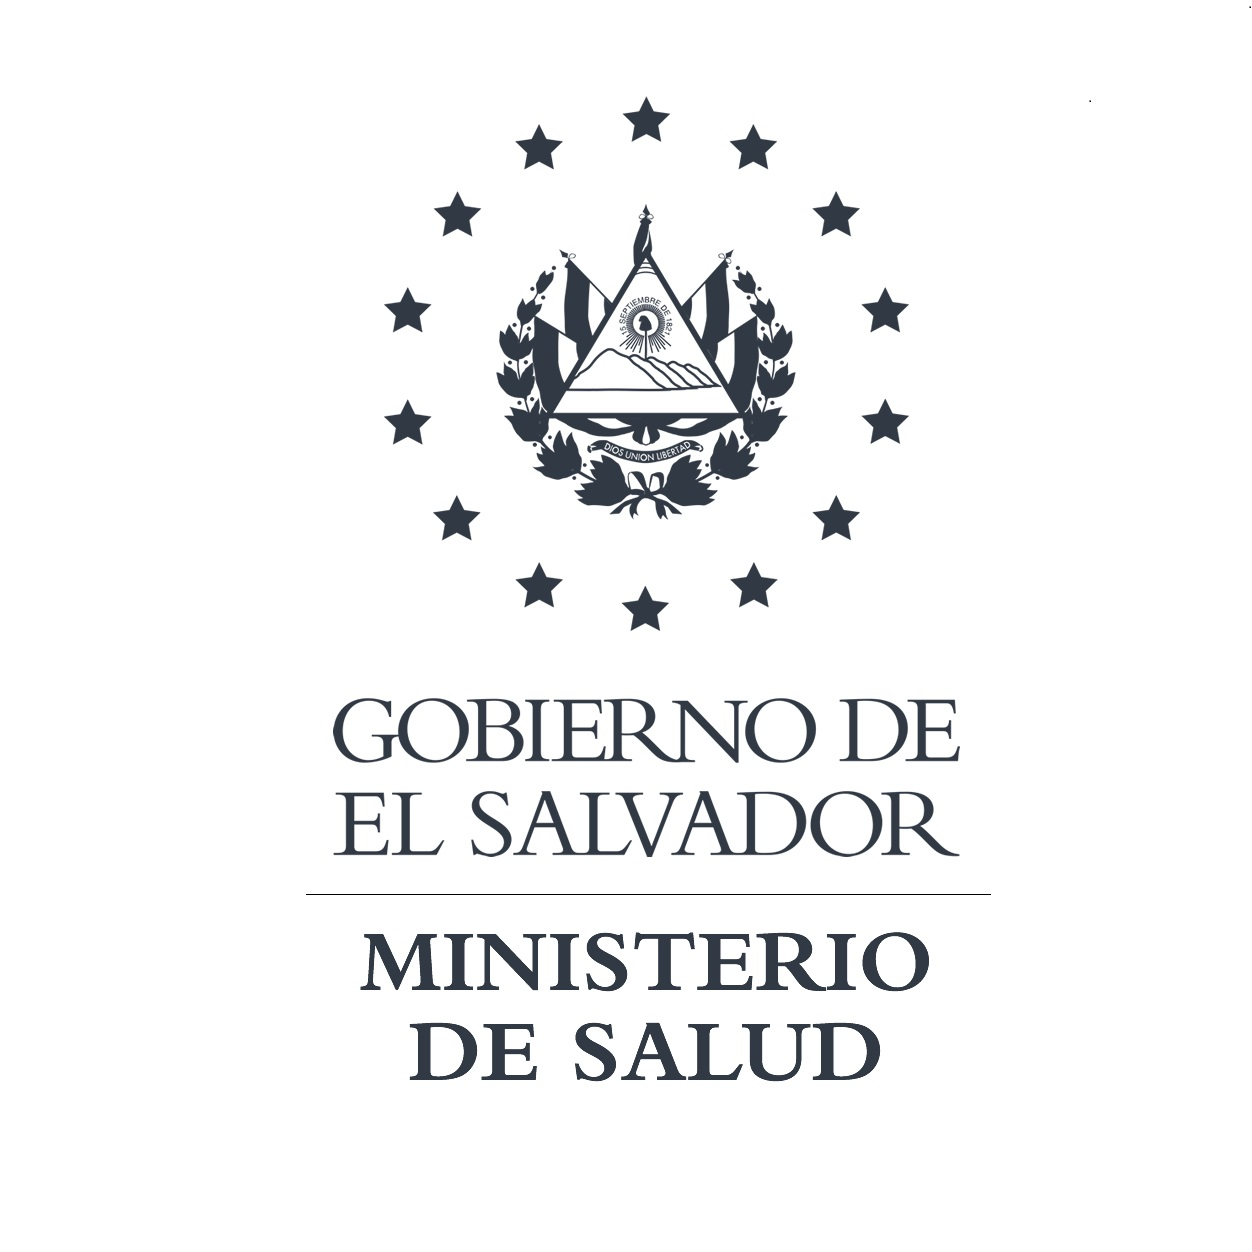 15 SEPTIEMBRE DE 1821
DIOS UNION LIBERTAD
GOBIERNO DE
EL SALVADOR
MINISTERIO
DE SALUD